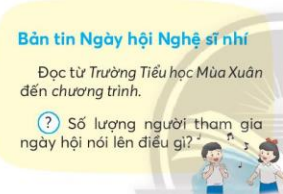 Bản tin Ngày hội Nghệ sĩ nhí
Đọc từ Trường Tiểu học Mùa Xuân
đến chương trình.
? Số lượng người tham gia
ngày hội nói lên điều gì?